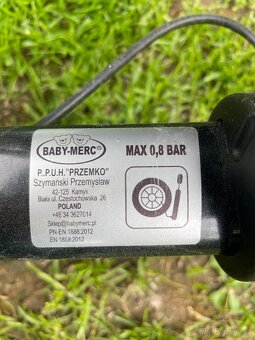 BABY-MERC®
P..P.U.H."PRZEMKO"
Szymański Przemysław
42-125 Kamyk
Biała ul.Częstochowska 26
POLAND
+48 34 3627014
Sklep@babymerc.pl
PN-EN 1888:2012
EN 1888:2012
MAX 0,8 BAR